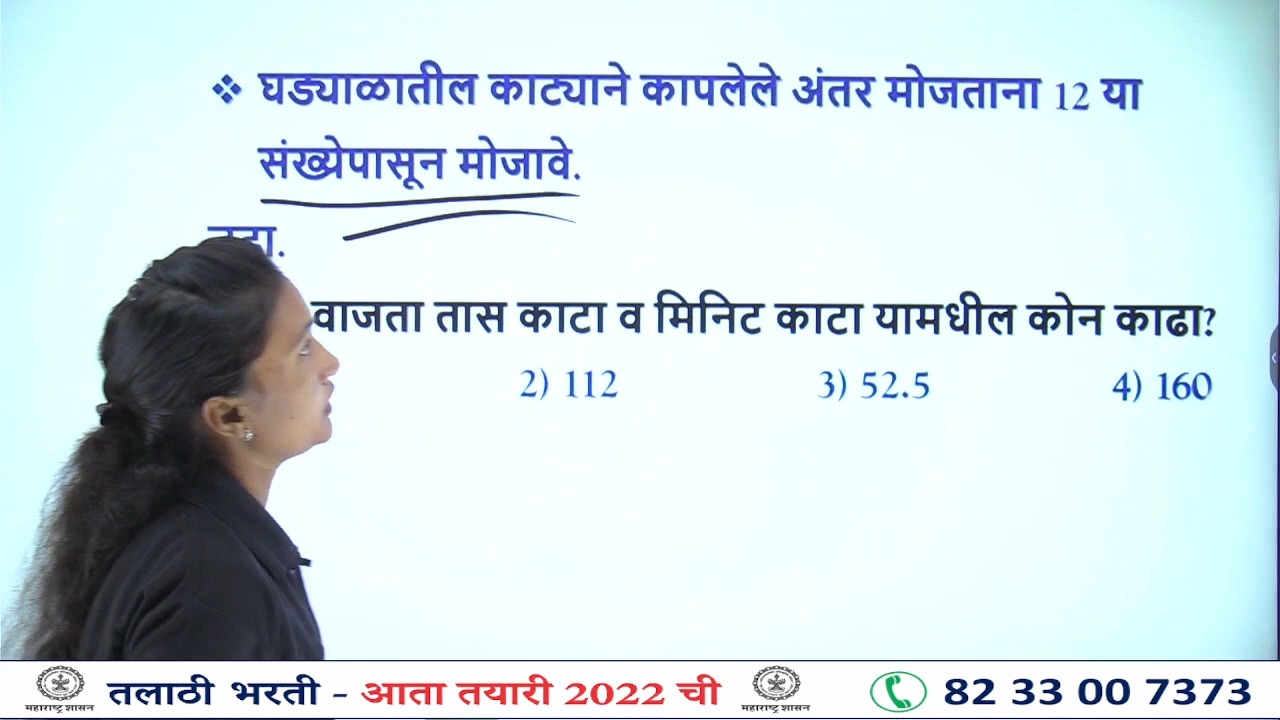 ❖ घड्याळातील काट्याने कापलेले अंतर मोजताना 12 या
संख्येपासून मोजावे.
वाजता तास काटा व मिनिट काटा यामधील कोन काढा?
2) 112 3) 52.5 4) 160
महाराष्ट्र शासन तलाठी भरती - आता तयारी 2022 ची महाराष्ट्र शासन 82 33 00 7373